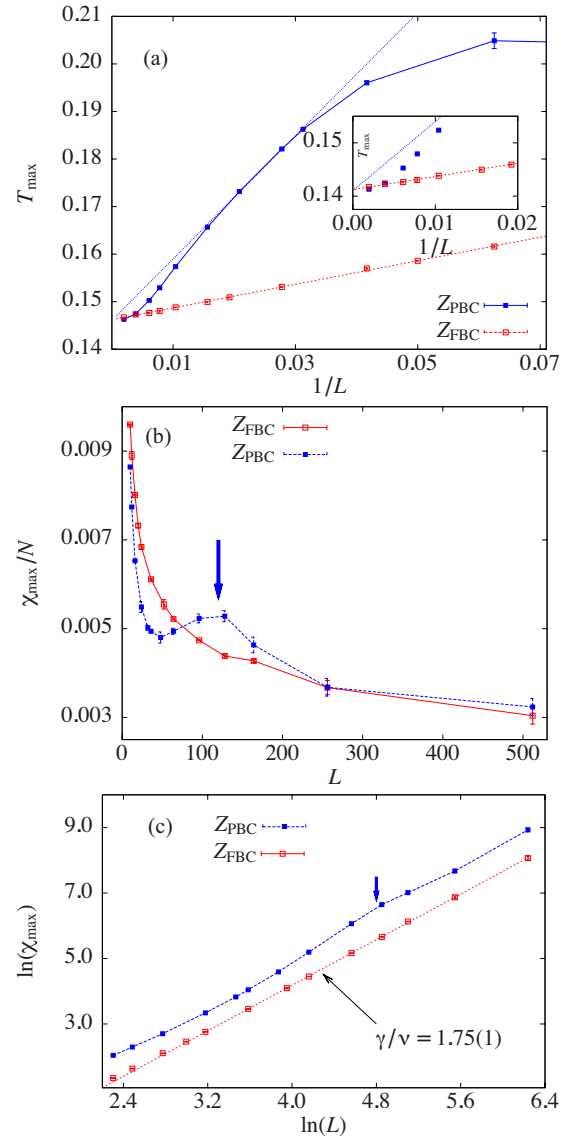 0.21
(a)
0.20
0.19
0.18
0.17
0.16
0.15
0.14
T_max
0.15
0.14
T_max
0.00 0.01 0.02
1/L
Z_PBC
Z_FBC
0.01 0.03 0.05 0.07
1/L
(b)
Z_FBC
Z_PBC
0.009
0.007
0.005
0.003
χ_max/N
0 100 200 300 400 500
L
(c)
Z_PBC
Z_FBC
9.0
7.0
5.0
3.0
ln(χ_max)
γ/ν = 1.75(1)
2.4 3.2 4.0 4.8 5.6 6.4
ln(L)